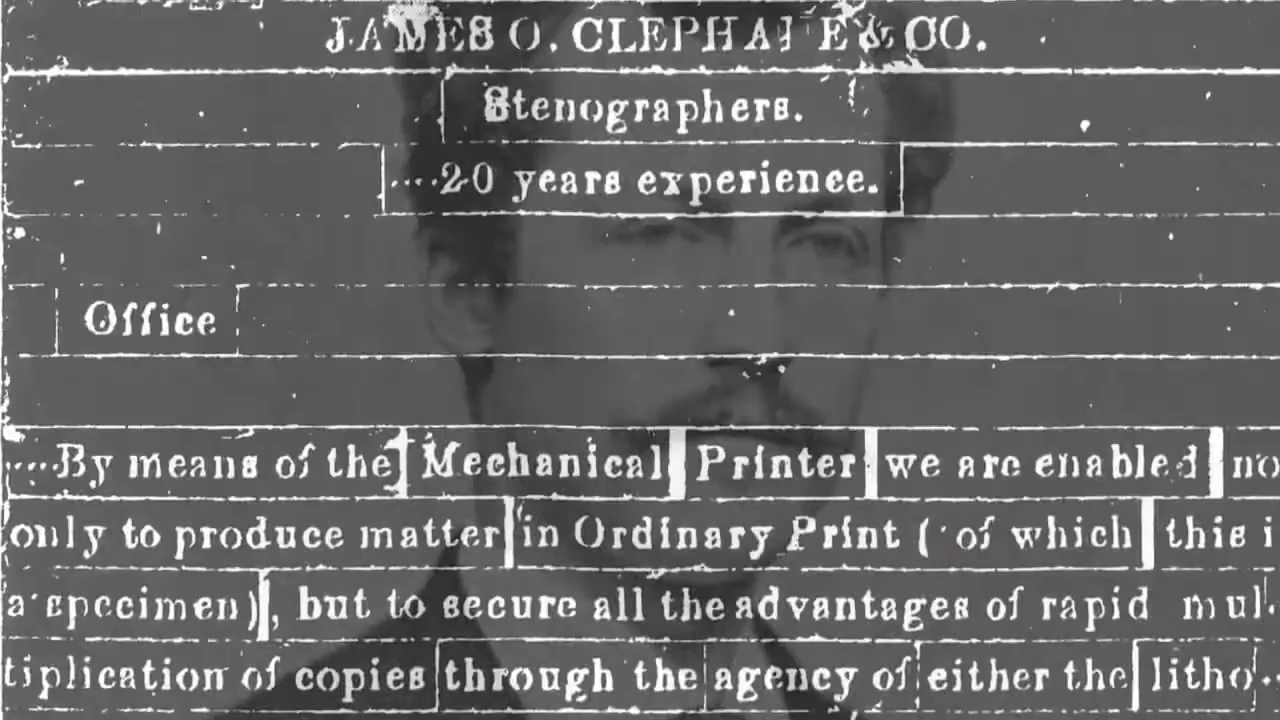 JAMES O. CLEPHANE & CO.
Stenographers.
....20 years experience.
Office
....By means of the Mechanical Printer we are enabled no
only to produce matter in Ordinary Print ( of which this i
a specimen), but to secure all the advantages of rapid mul-
tiplication of copies through the agency of either the litho-